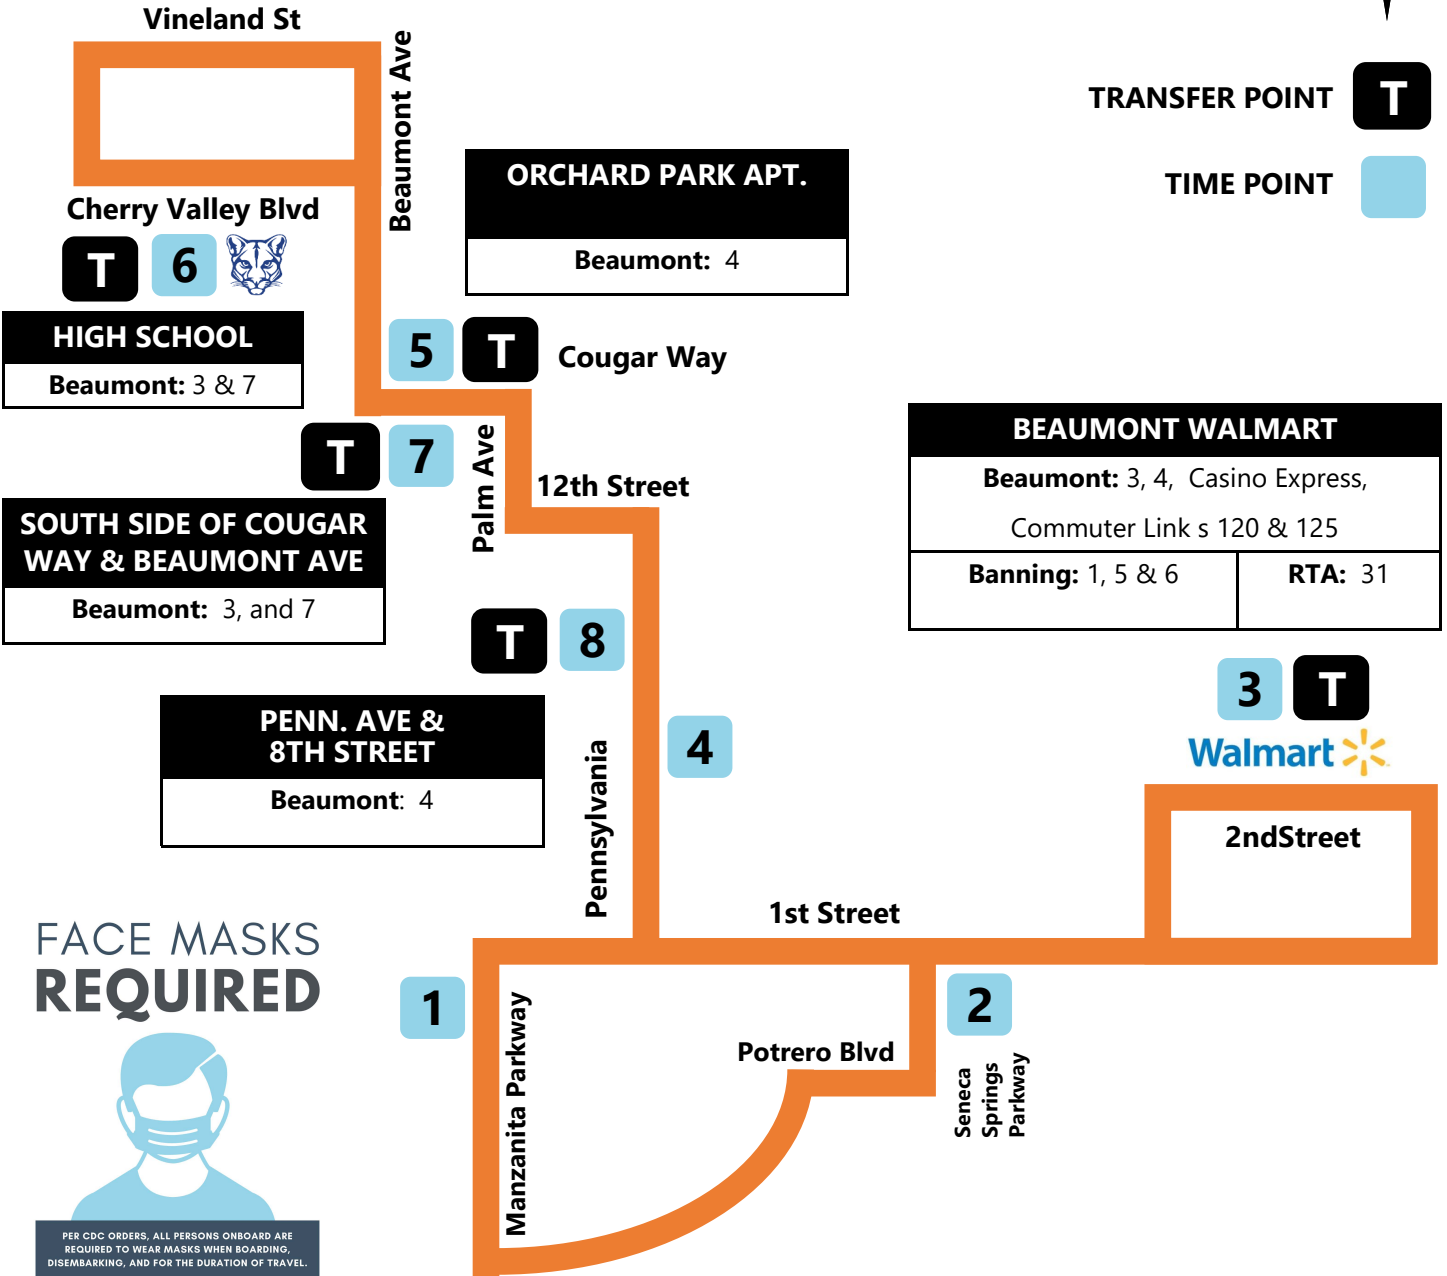 Vineland St
Beaumont Ave
TRANSFER POINT T
TIME POINT
ORCHARD PARK APT.
Beaumont: 4
Cherry Valley Blvd
T 6
HIGH SCHOOL
Beaumont: 3 & 7
5 T Cougar Way
T 7
Palm Ave
12th Street
SOUTH SIDE OF COUGAR
WAY & BEAUMONT AVE
Beaumont: 3, and 7
BEAUMONT WALMART
Beaumont: 3, 4, Casino Express,
Commuter Link s 120 & 125
Banning: 1, 5 & 6
RTA: 31
T 8
3 T
Walmart
PENN. AVE &
8TH STREET
Beaumont: 4
4
Pennsylvania
2ndStreet
1st Street
FACE MASKS
REQUIRED
1
Manzanita Parkway
2
Potrero Blvd
Seneca
Springs
Parkway
PER CDC ORDERS, ALL PERSONS ONBOARD ARE
REQUIRED TO WEAR MASKS WHEN BOARDING,
DISEMBARKING, AND FOR THE DURATION OF TRAVEL.